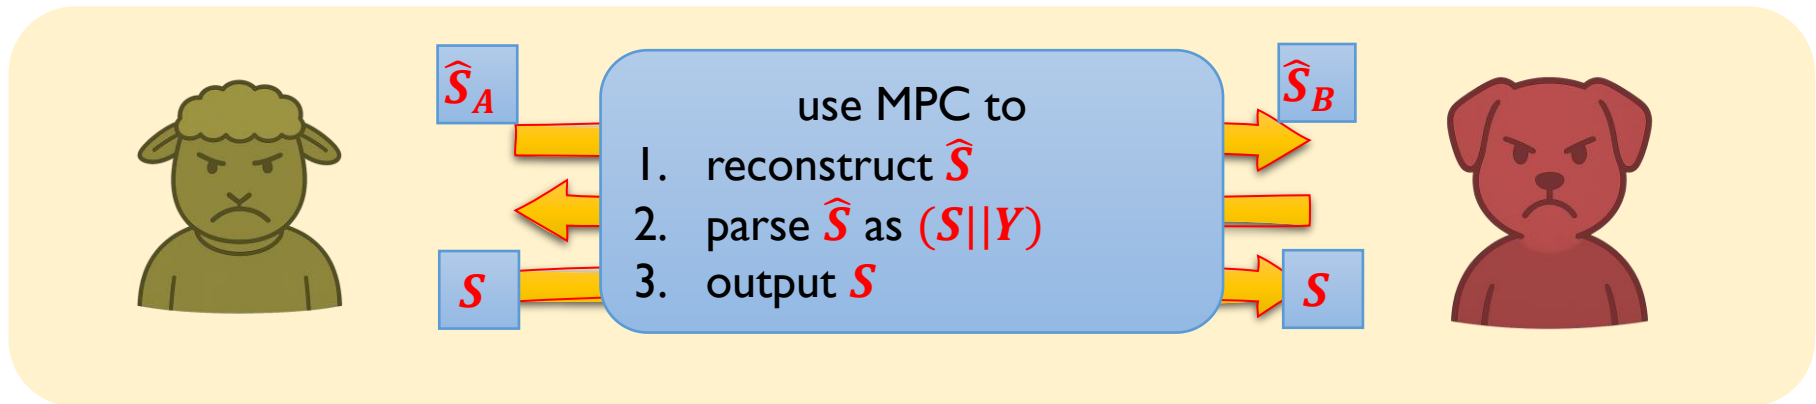 Ŝ_A
Ŝ_B
use MPC to
1. reconstruct Ŝ
2. parse Ŝ as (S||Y)
3. output S
S
S